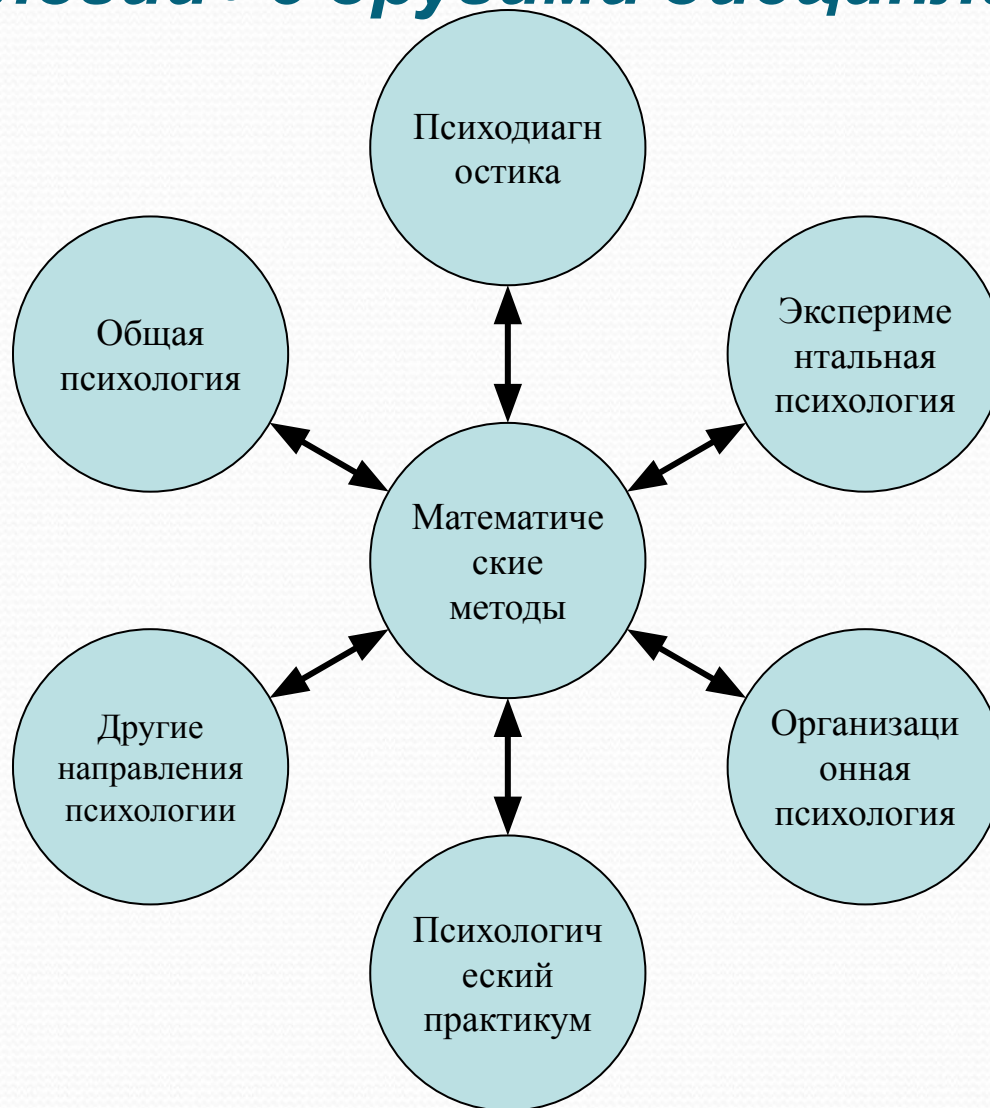 с другими
Психодиагн
остика
Экспериме
нтальная
психология
Общая
психология
Математиче
ские
методы
Другие
направления
психологии
Организаци
онная
психология
Психологич
еский
практикум